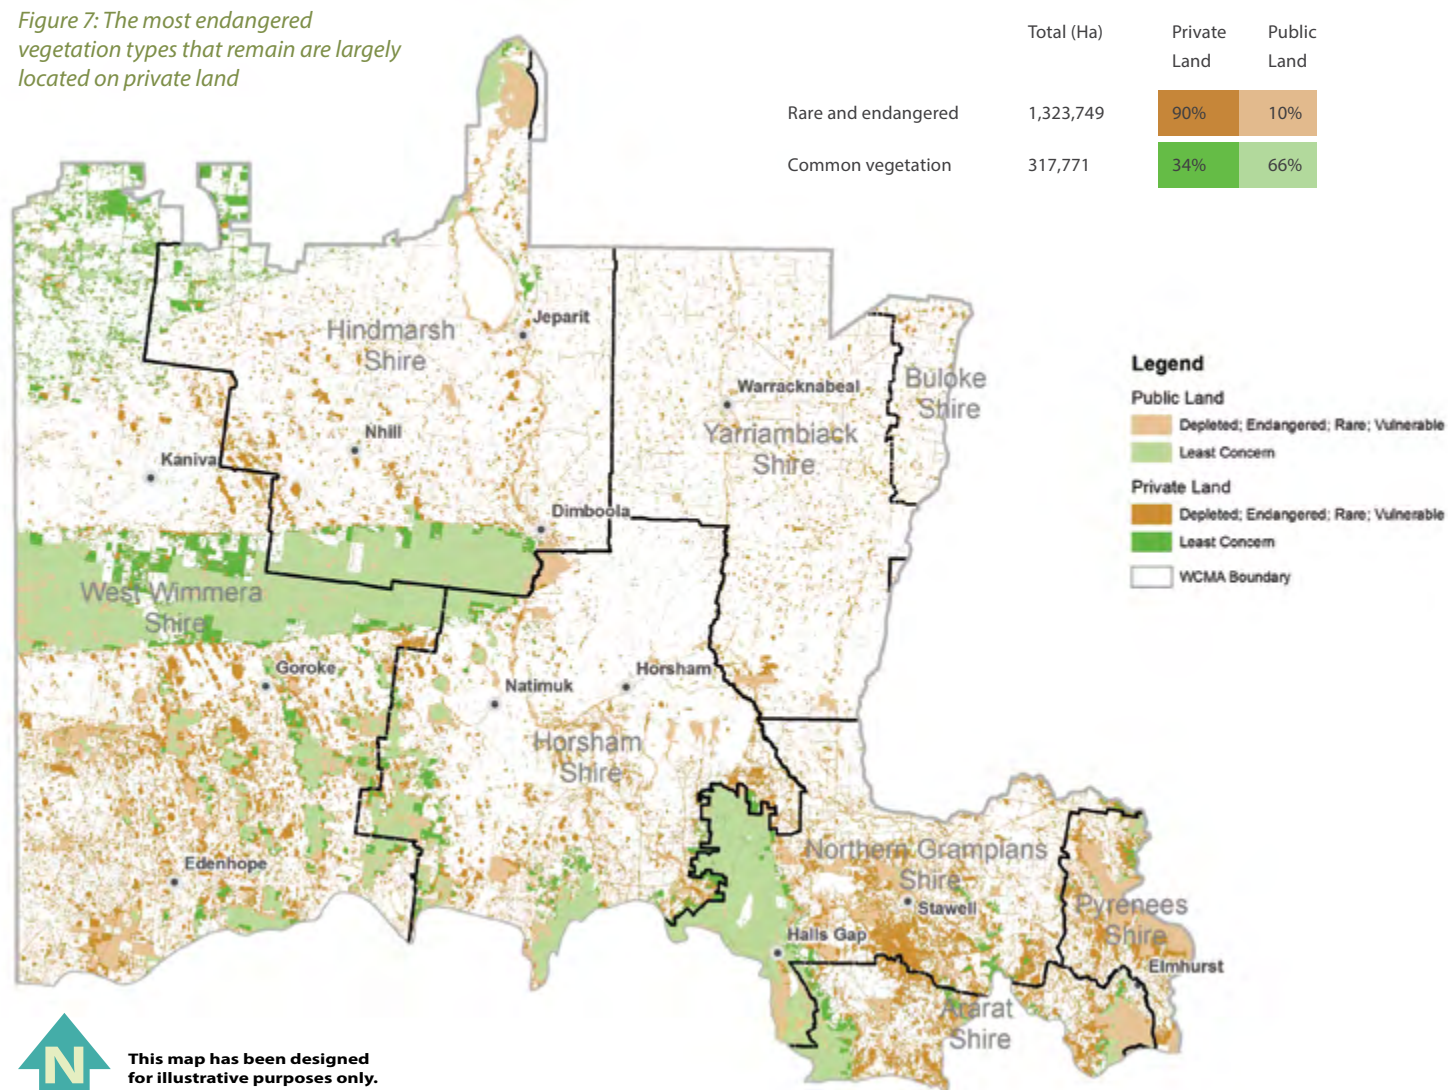 Figure 7: The most endangered
vegetation types that remain are largely
located on private land
Total (Ha) Private Public
Land Land
Rare and endangered 1,323,749 90% 10%
Common vegetation 317,771 34% 66%
Hindmarsh
Shire
Jeparit
Warracknabeal
Buloke
Shire
Yarriambiack
Shire
Nhill
Kaniva
Dimboola
West Wimmera
Shire
Goroke
Natimuk
Horsham
Horsham
Shire
Edenhope
Northern Grampians
Shire
Stawell
Pyrenees
Shire
Halls Gap
Elmhurst
Ararat
Shire
Legend
Public Land
Depleted; Endangered; Rare; Vulnerable
Least Concern
Private Land
Depleted; Endangered; Rare; Vulnerable
Least Concern
WCMA Boundary
N
This map has been designed
for illustrative purposes only.